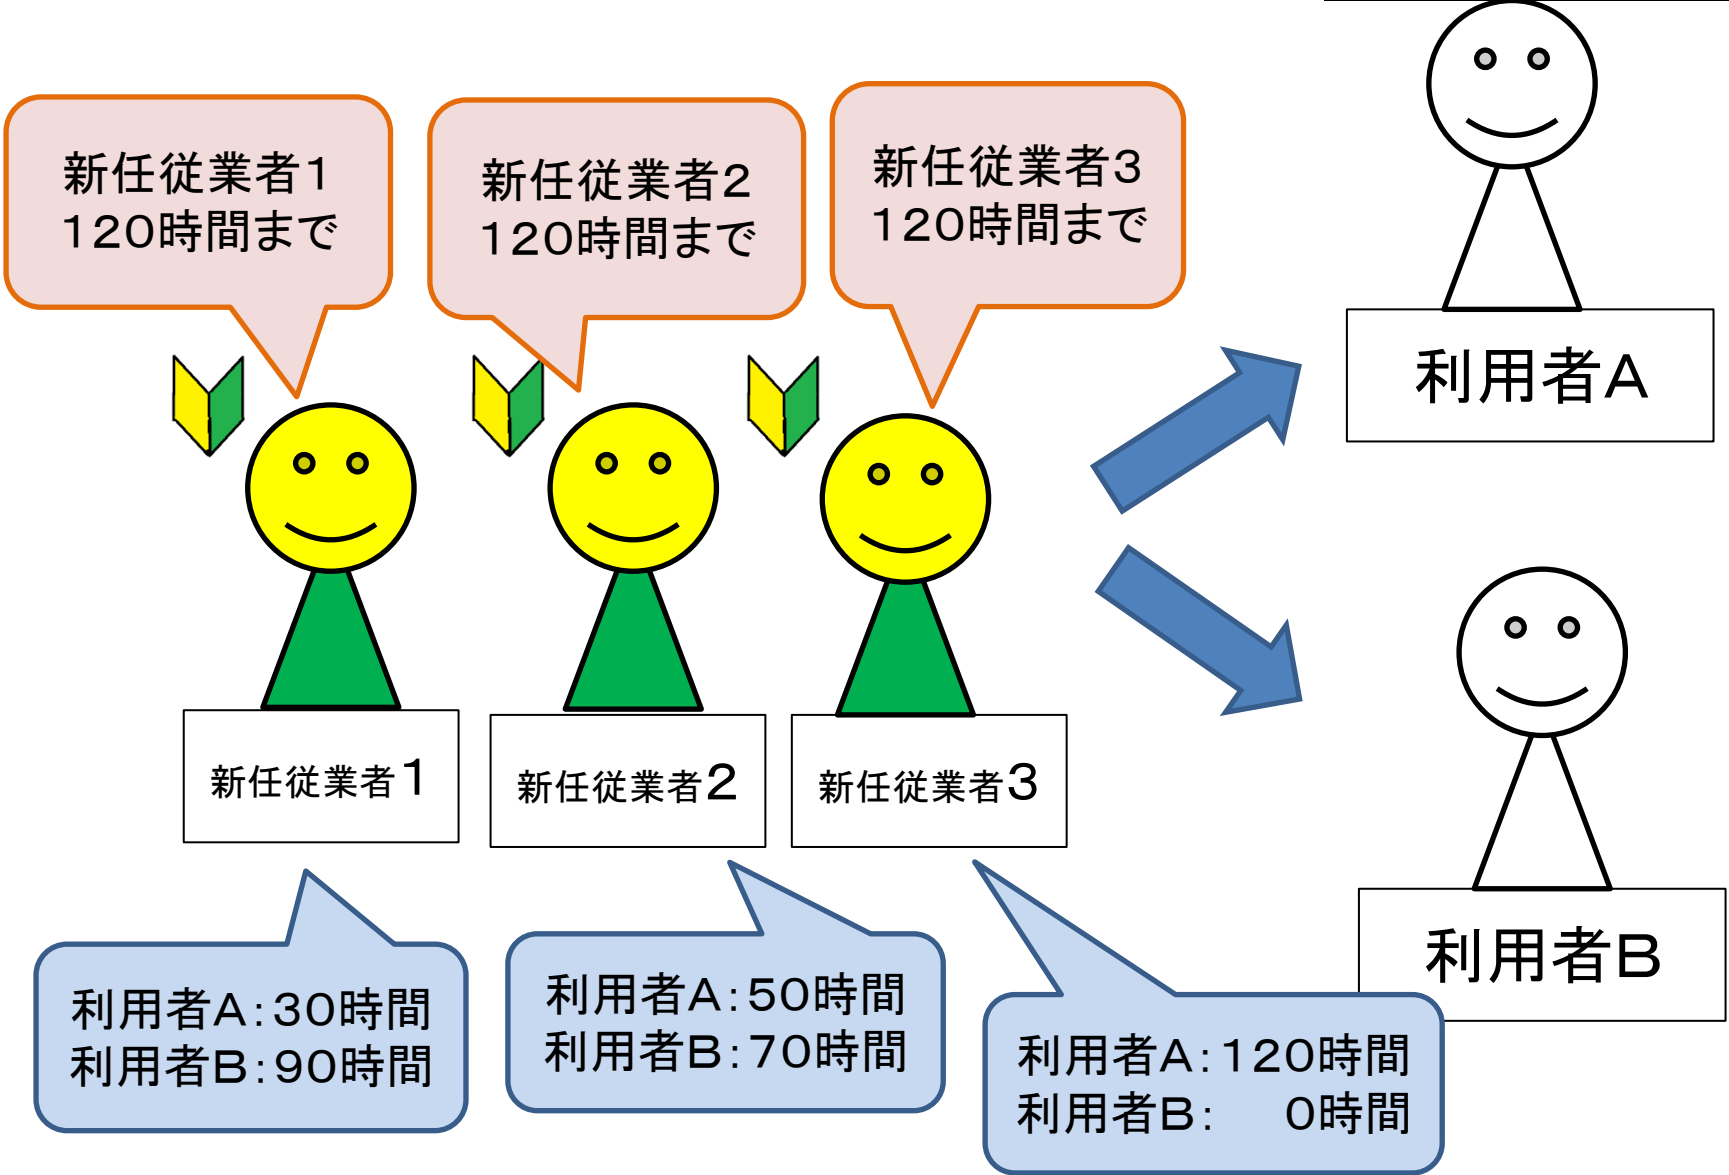 新任従業者１
１２０時間まで
新任従業者２
１２０時間まで
新任従業者３
１２０時間まで
利用者Ａ
新任従業者１
新任従業者２
新任従業者３
利用者Ｂ
利用者Ａ：３０時間
利用者Ｂ：９０時間
利用者Ａ：５０時間
利用者Ｂ：７０時間
利用者Ａ：１２０時間
利用者Ｂ：　０時間